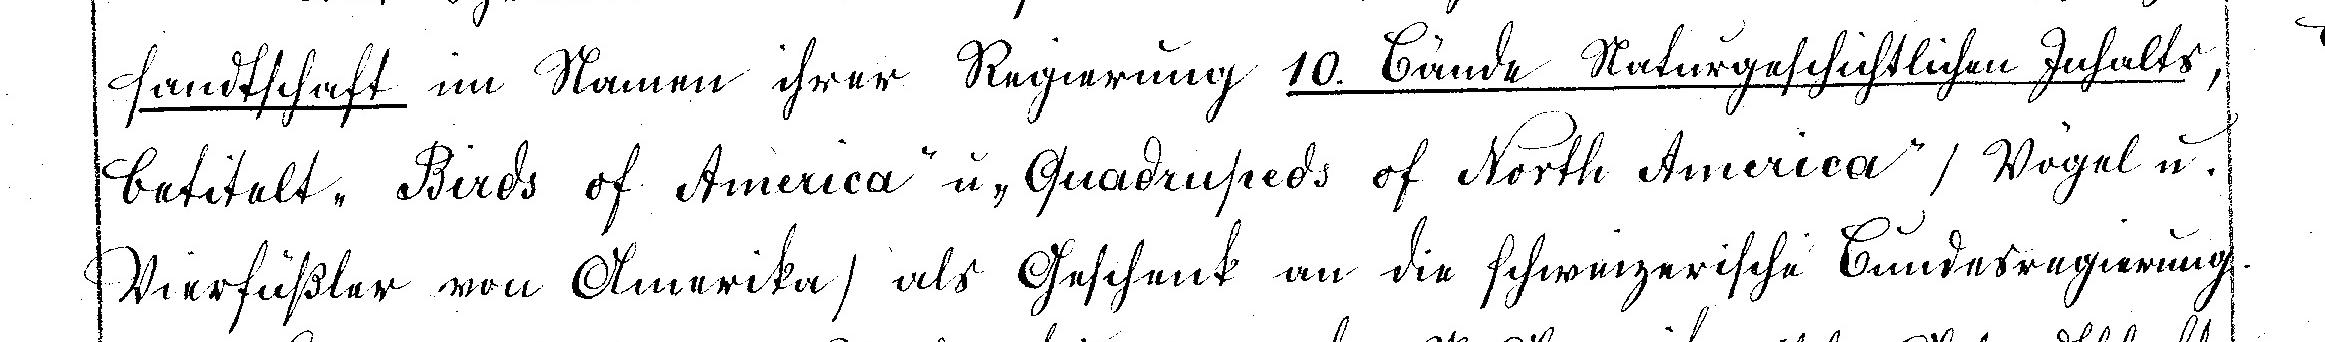 sandtschaft im Namen ihrer Regierung 10. Bände Naturgeschichtlichen Inhalts,
betitelt „Birds of America" u „Quadrupeds of North America" / Vögel u.
Vierfüßler von Amerika / als Geschenk an die schweizerische Bundesregierung.